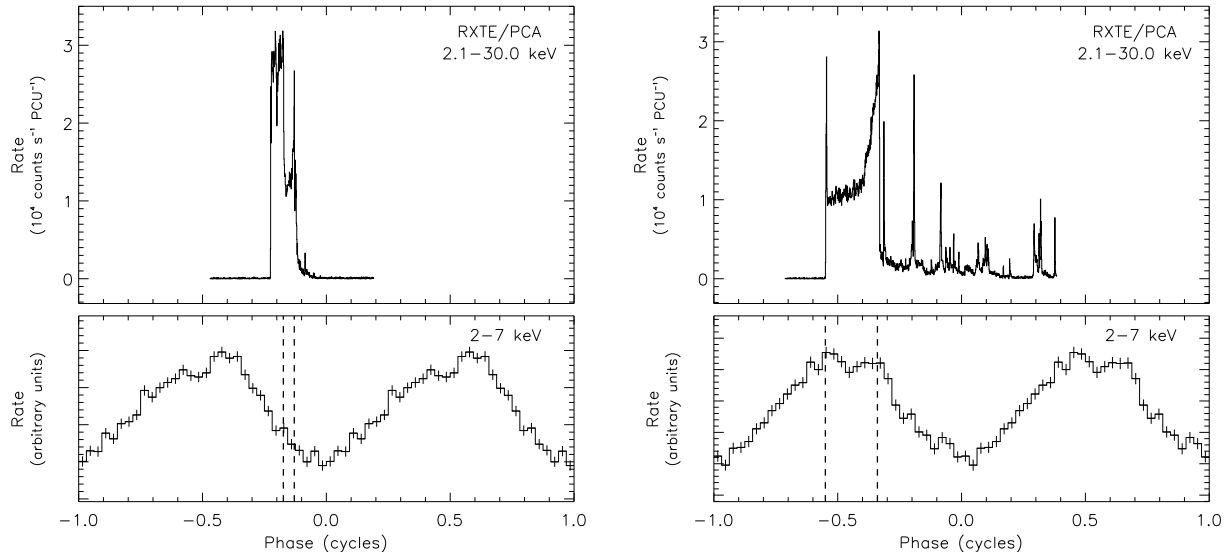 RXTE/PCA
2.1−30.0 keV
3
2
1
0
Rate
(10⁴ counts s⁻¹ PCU⁻¹)
2−7 keV
Rate
(arbitrary units)
−1.0 −0.5 0.0 0.5 1.0
Phase (cycles)
RXTE/PCA
2.1−30.0 keV
3
2
1
0
Rate
(10⁴ counts s⁻¹ PCU⁻¹)
2−7 keV
Rate
(arbitrary units)
−1.0 −0.5 0.0 0.5 1.0
Phase (cycles)